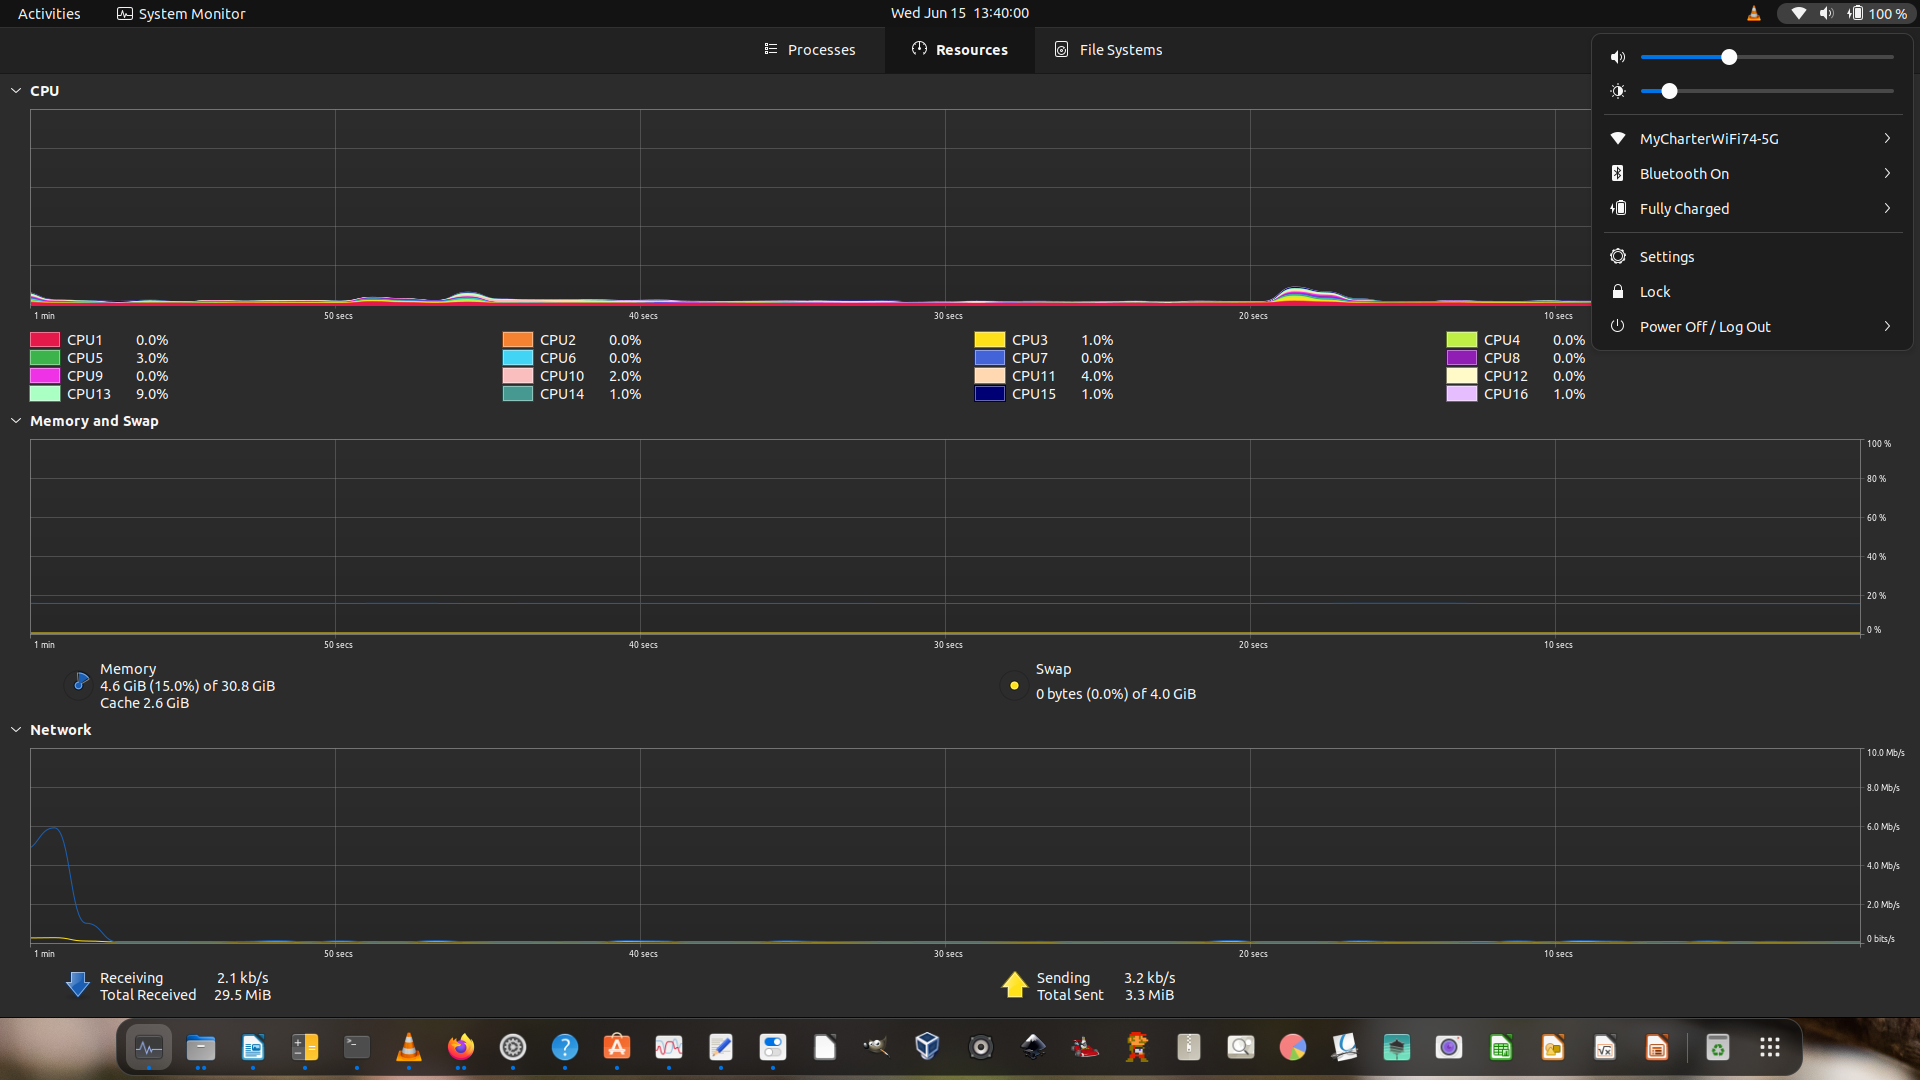 Activities System Monitor Wed Jun 15 13:40:00 100 %
Processes Resources File Systems
CPU
1 min 50 secs 40 secs 30 secs 20 secs 10 secs
CPU1 0.0% CPU2 0.0% CPU3 1.0% CPU4 0.0%
CPU5 3.0% CPU6 0.0% CPU7 0.0% CPU8 0.0%
CPU9 0.0% CPU10 2.0% CPU11 4.0% CPU12 0.0%
CPU13 9.0% CPU14 1.0% CPU15 1.0% CPU16 1.0%
MyCharterWiFi74-5G
Bluetooth On
Fully Charged
Settings
Lock
Power Off / Log Out
Memory and Swap
100 %
80 %
60 %
40 %
20 %
0 %
1 min 50 secs 40 secs 30 secs 20 secs 10 secs
Memory
4.6 GiB (15.0%) of 30.8 GiB
Cache 2.6 GiB
Swap
0 bytes (0.0%) of 4.0 GiB
Network
10.0 Mb/s
8.0 Mb/s
6.0 Mb/s
4.0 Mb/s
2.0 Mb/s
0 bits/s
1 min 50 secs 40 secs 30 secs 20 secs 10 secs
Receiving 2.1 kb/s
Total Received 29.5 MiB
Sending 3.2 kb/s
Total Sent 3.3 MiB